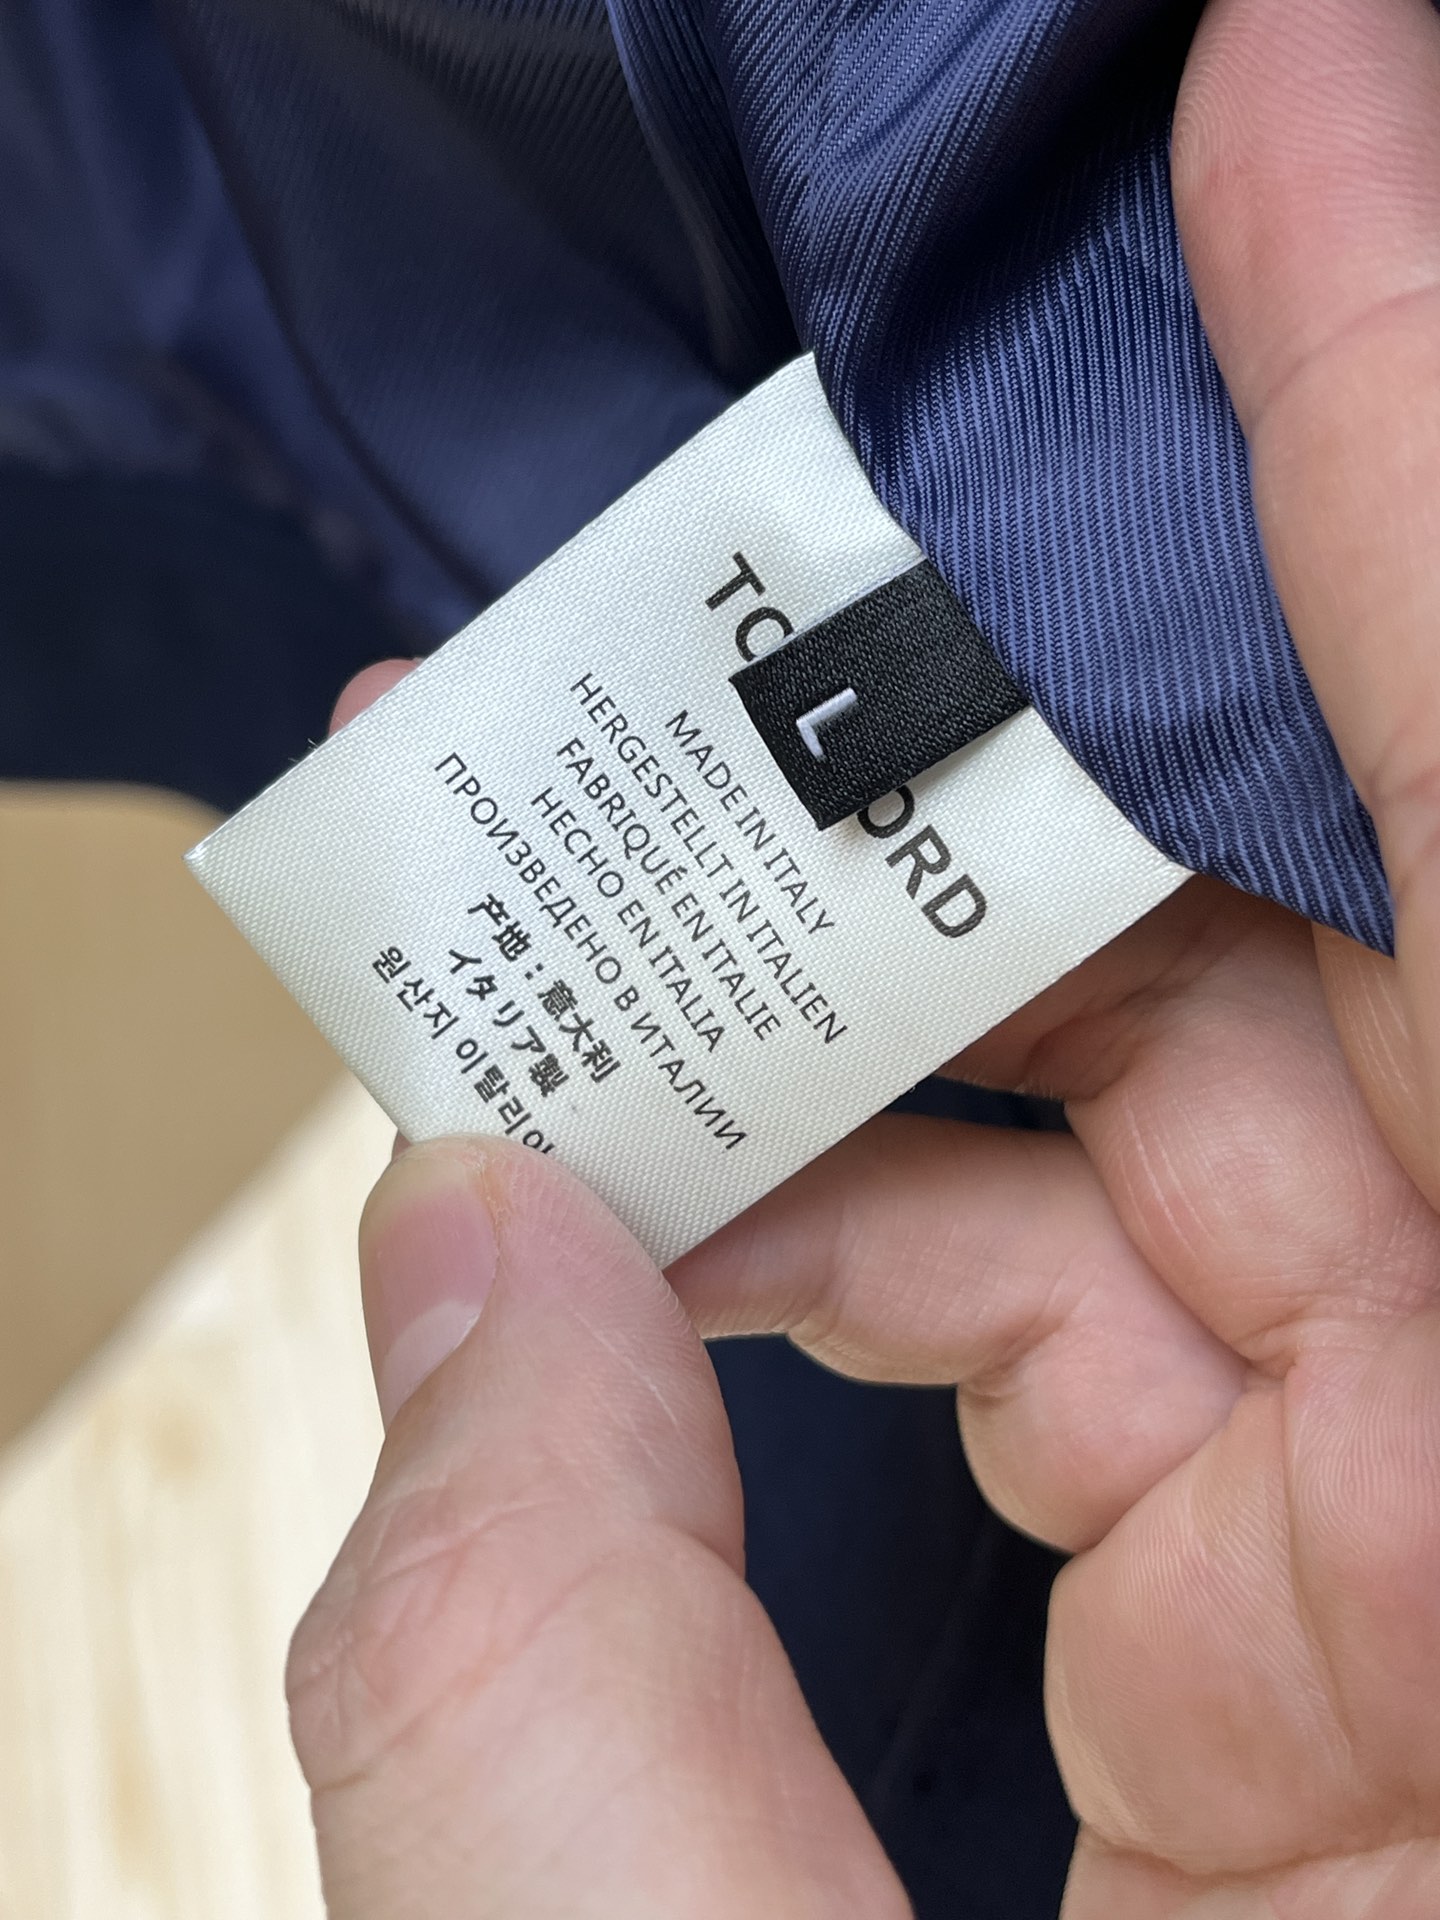 TO
L
ORD
MADE IN ITALY
HERGESTELLT IN ITALIEN
FABRIQUÉ EN ITALIE
HECHO EN ITALIA
ПРОИЗВЕДЕНО В ИТАЛИИ
产地：意大利
イタリア製
원산지 이탈리아